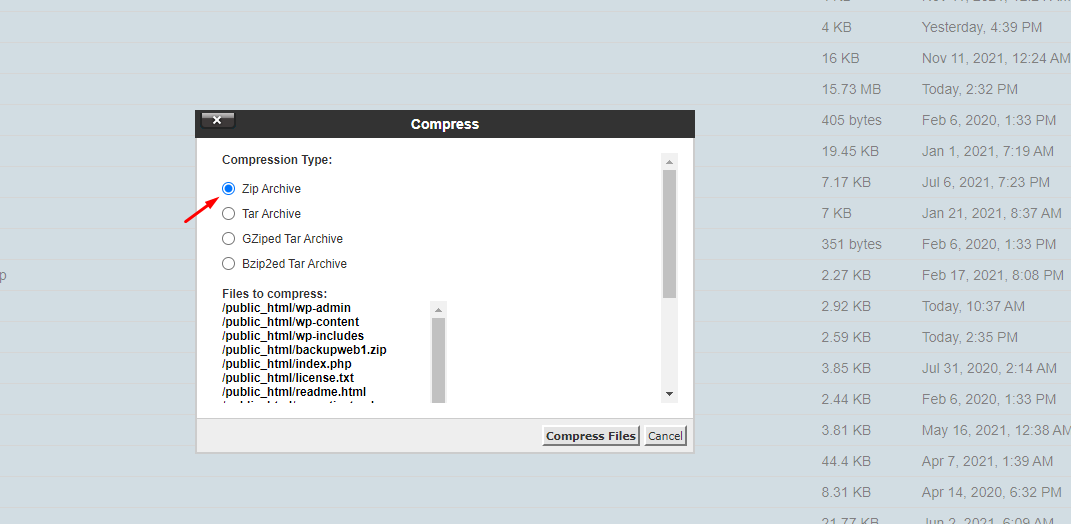 4 KB Yesterday, 4:39 PM
16 KB Nov 11, 2021, 12:24 AM
15.73 MB Today, 2:32 PM
Compress
405 bytes Feb 6, 2020, 1:33 PM
Compression Type:
19.45 KB Jan 1, 2021, 7:19 AM
Zip Archive
7.17 KB Jul 6, 2021, 7:23 PM
Tar Archive
7 KB Jan 21, 2021, 8:37 AM
GZiped Tar Archive
351 bytes Feb 6, 2020, 1:33 PM
Bzip2ed Tar Archive
p
2.27 KB Feb 17, 2021, 8:08 PM
Files to compress:
/public_html/wp-admin
2.92 KB Today, 10:37 AM
/public_html/wp-content
/public_html/wp-includes
2.59 KB Today, 2:35 PM
/public_html/backupweb1.zip
/public_html/index.php
3.85 KB Jul 31, 2020, 2:14 AM
/public_html/license.txt
/public_html/readme.html
2.44 KB Feb 6, 2020, 1:33 PM
3.81 KB May 16, 2021, 12:38 AM
Compress Files Cancel
44.4 KB Apr 7, 2021, 1:39 AM
8.31 KB Apr 14, 2020, 6:32 PM
21.77 KB Jun 2, 2021, 6:09 AM